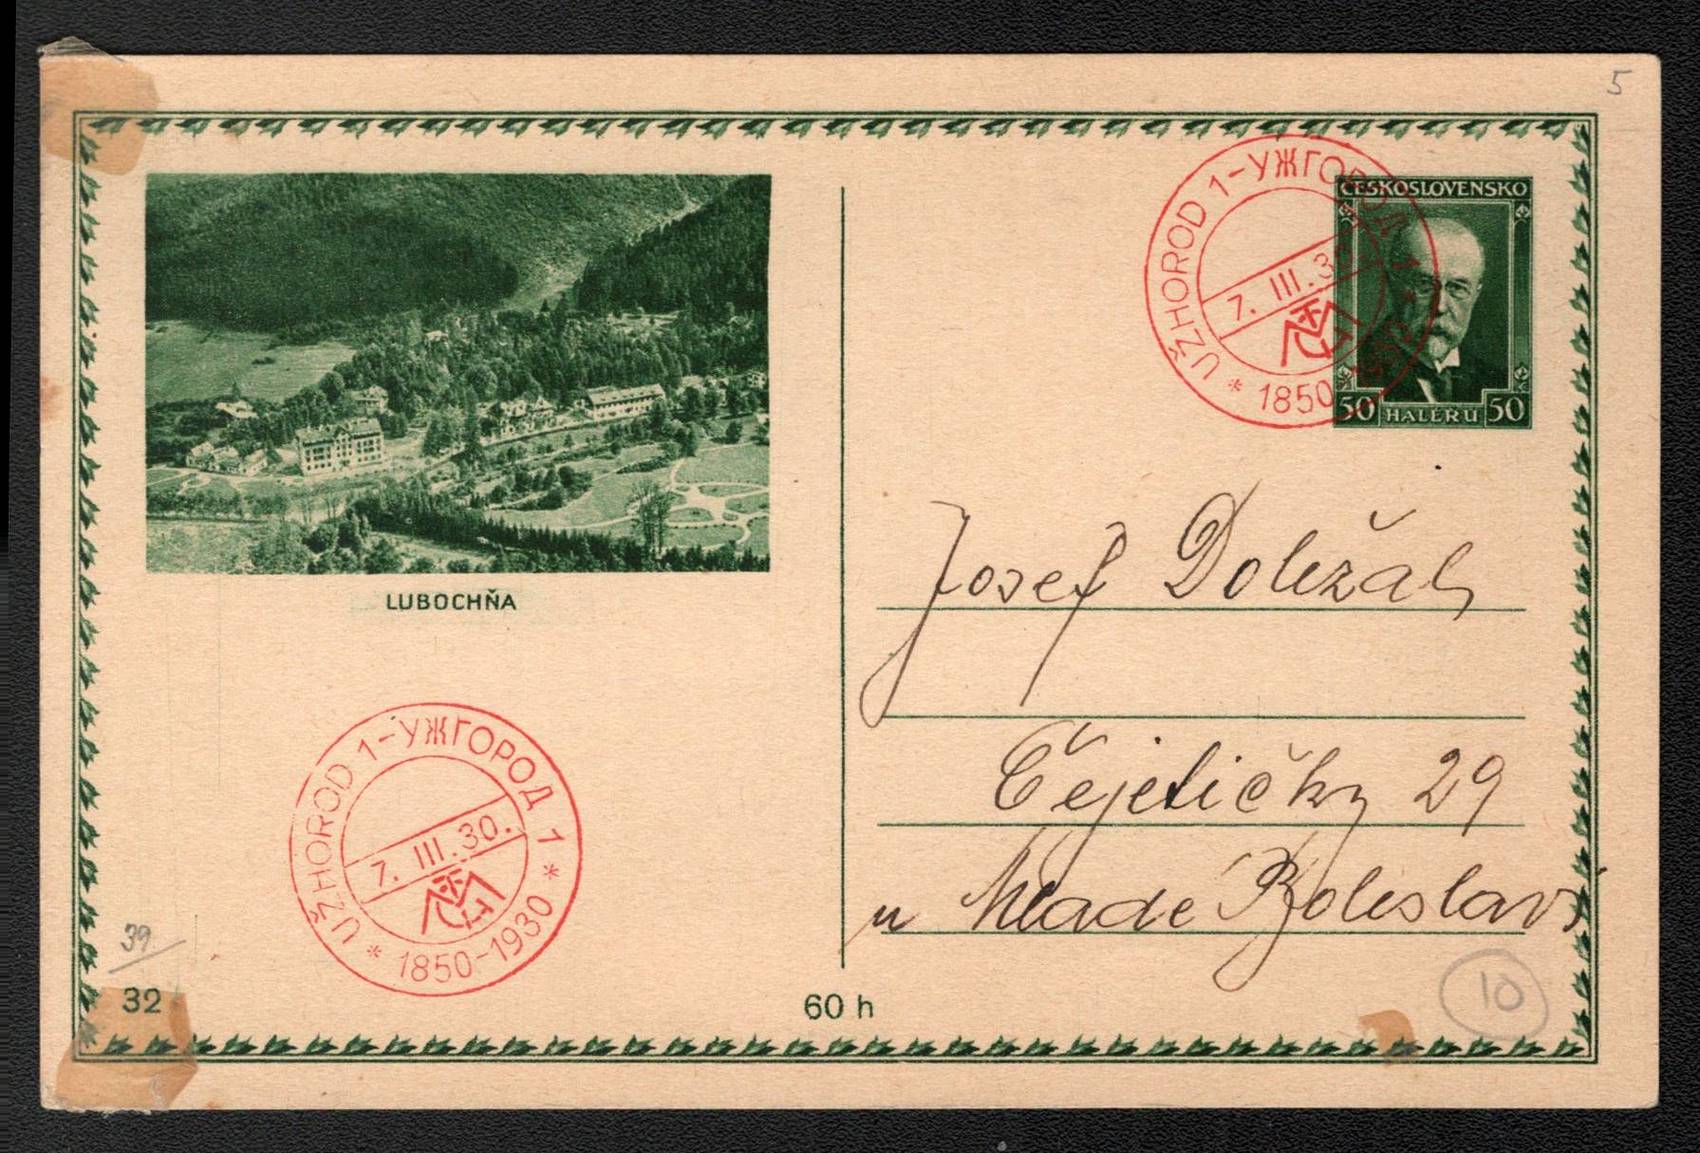 5
UŽHOROD 1-УЖГОРОД 1
7. III.30.
* 1850
ČESKOSLOVENSKO
50 HALÉRŮ 50
LUBOCHŇA
Josef Doležal,
Čejetičky 29
u Mladé Boleslavi
UŽHOROD 1-УЖГОРОД 1
7. III.30.
* 1850-1930 *
39
32
60 h
10